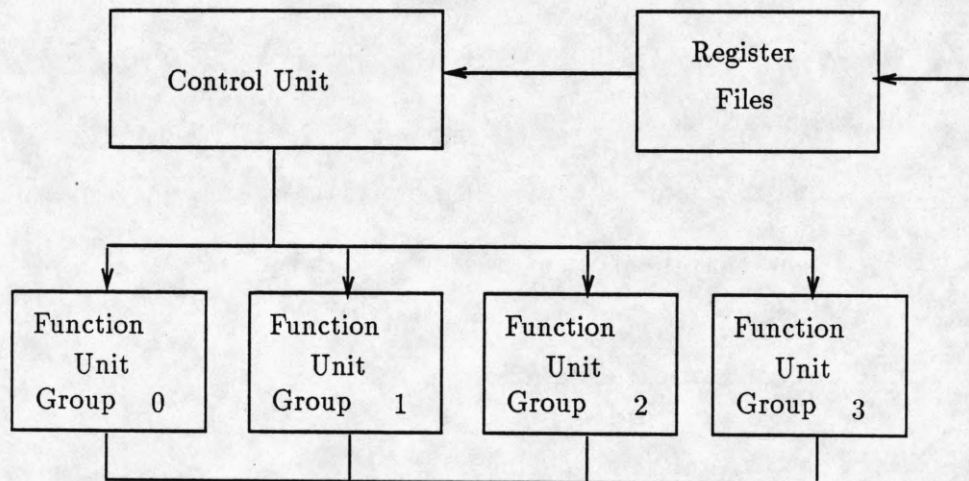 Control Unit
Register
Files
Function
Unit
Group 0
Function
Unit
Group 1
Function
Unit
Group 2
Function
Unit
Group 3